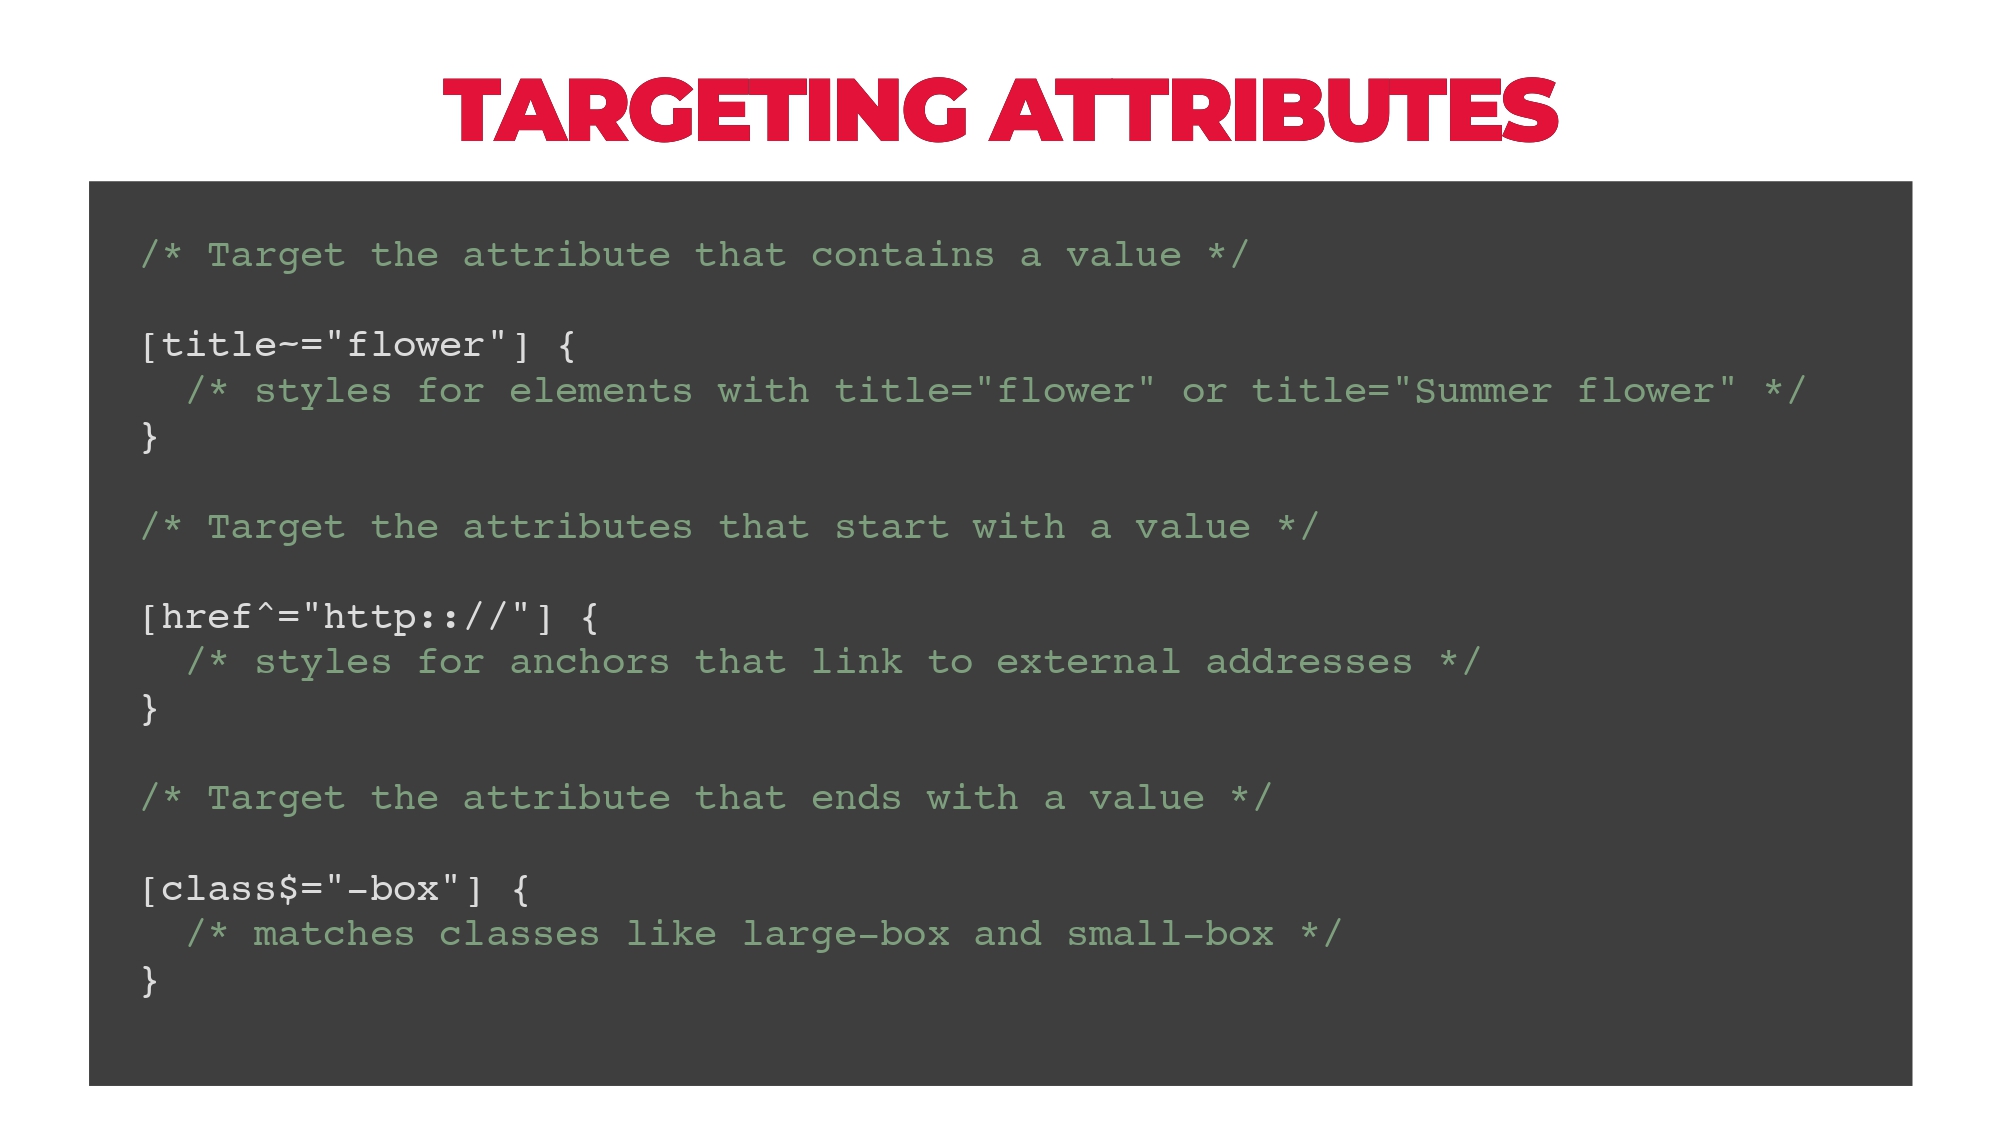 TARGETING ATTRIBUTES
/* Target the attribute that contains a value */
[title~="flower"] {
  /* styles for elements with title="flower" or title="Summer flower" */
}
/* Target the attributes that start with a value */
[href^="http:://"] {
  /* styles for anchors that link to external addresses */
}
/* Target the attribute that ends with a value */
[class$="-box"] {
  /* matches classes like large-box and small-box */
}